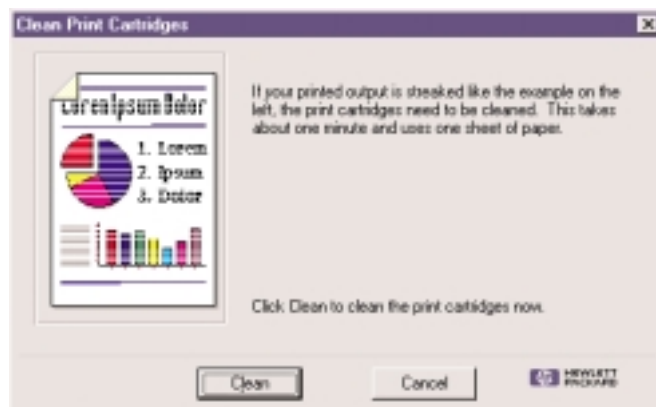 Clean Print Cartridges
Lorem Ipsum Dolor
1. Lorem
2. Ipsum
3. Dolor
If your printed output is streaked like the example on the
left, the print cartridges need to be cleaned. This takes
about one minute and uses one sheet of paper.
Click Clean to clean the print cartridges now.
Clean
Cancel
hp HEWLETT
PACKARD